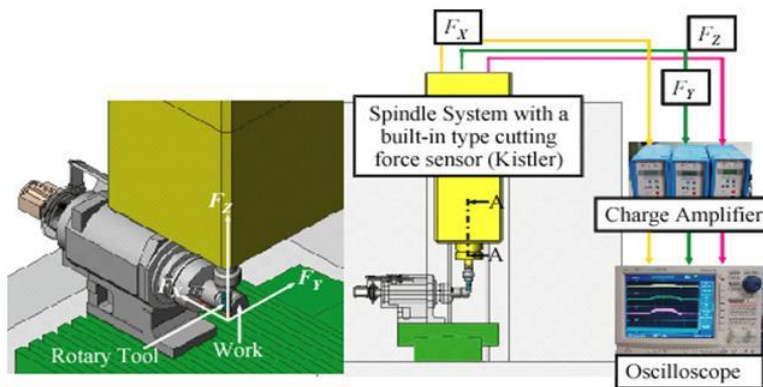 F_X
F_Z
Spindle System with a
built-in type cutting
force sensor (Kistler)
F_Y
A
A
Charge Amplifier
Oscilloscope
F_Z
F_Y
Rotary Tool
Work